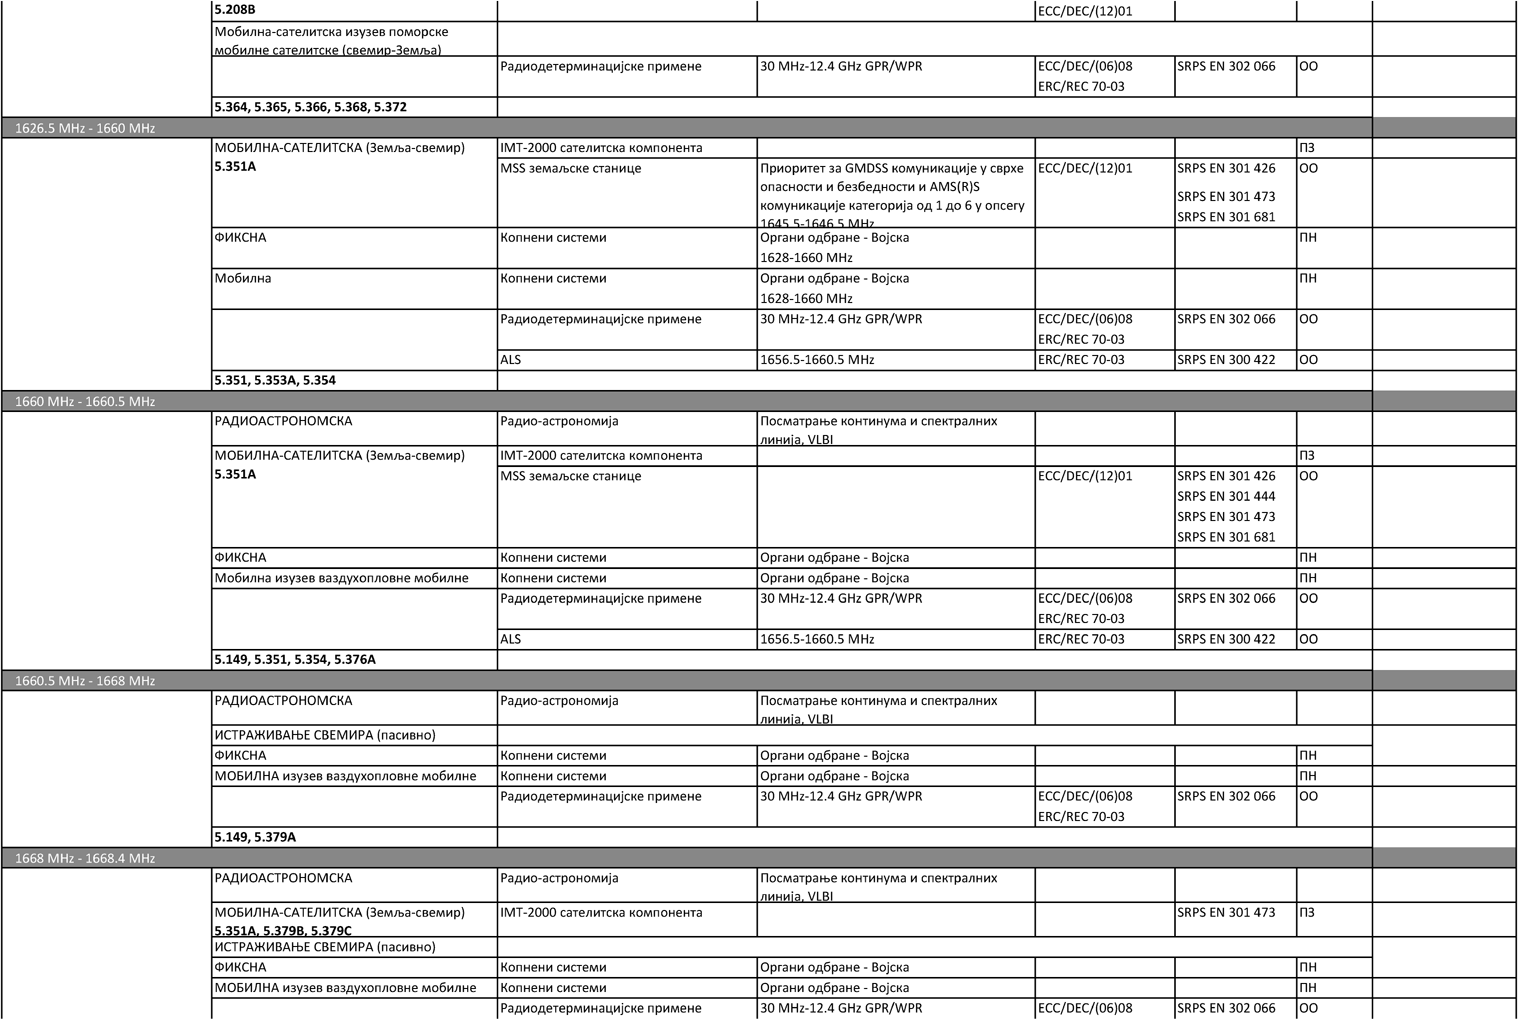 5.208B ECC/DEC/(12)01
Мобилна-сателитска изузев поморске
мобилне сателитске (свемир-Земља)
Радиодетерминацијске примене 30 MHz-12.4 GHz GPR/WPR ECC/DEC/(06)08 SRPS EN 302 066 ОО
ERC/REC 70-03
5.364, 5.365, 5.366, 5.368, 5.372
1626.5 MHz - 1660 MHz
МОБИЛНА-САТЕЛИТСКА (Земља-свемир) IMT-2000 сателитска компонента ПЗ
5.351A MSS земаљске станице Приоритет за GMDSS комуникације у сврхе ECC/DEC/(12)01 SRPS EN 301 426 ОО
опасности и безбедности и AMS(R)S
SRPS EN 301 473
комуникације категорија од 1 до 6 у опсегу
SRPS EN 301 681
1645.5-1646.5 MHz
ФИКСНА Копнени системи Органи одбране - Војска ПН
1628-1660 MHz
Мобилна Копнени системи Органи одбране - Војска ПН
1628-1660 MHz
Радиодетерминацијске примене 30 MHz-12.4 GHz GPR/WPR ECC/DEC/(06)08 SRPS EN 302 066 ОО
ERC/REC 70-03
ALS 1656.5-1660.5 MHz ERC/REC 70-03 SRPS EN 300 422 ОО
5.351, 5.353A, 5.354
1660 MHz - 1660.5 MHz
РАДИОАСТРОНОМСКА Радио-астрономија Посматрање континума и спектралних
линија, VLBI
МОБИЛНА-САТЕЛИТСКА (Земља-свемир) IMT-2000 сателитска компонента ПЗ
5.351A MSS земаљске станице ECC/DEC/(12)01 SRPS EN 301 426 ОО
SRPS EN 301 444
SRPS EN 301 473
SRPS EN 301 681
ФИКСНА Копнени системи Органи одбране - Војска ПН
Мобилна изузев ваздухопловне мобилне Копнени системи Органи одбране - Војска ПН
Радиодетерминацијске примене 30 MHz-12.4 GHz GPR/WPR ECC/DEC/(06)08 SRPS EN 302 066 ОО
ERC/REC 70-03
ALS 1656.5-1660.5 MHz ERC/REC 70-03 SRPS EN 300 422 ОО
5.149, 5.351, 5.354, 5.376A
1660.5 MHz - 1668 MHz
РАДИОАСТРОНОМСКА Радио-астрономија Посматрање континума и спектралних
линија, VLBI
ИСТРАЖИВАЊЕ СВЕМИРА (пасивно)
ФИКСНА Копнени системи Органи одбране - Војска ПН
МОБИЛНА изузев ваздухопловне мобилне Копнени системи Органи одбране - Војска ПН
Радиодетерминацијске примене 30 MHz-12.4 GHz GPR/WPR ECC/DEC/(06)08 SRPS EN 302 066 ОО
ERC/REC 70-03
5.149, 5.379A
1668 MHz - 1668.4 MHz
РАДИОАСТРОНОМСКА Радио-астрономија Посматрање континума и спектралних
линија, VLBI
МОБИЛНА-САТЕЛИТСКА (Земља-свемир) IMT-2000 сателитска компонента SRPS EN 301 473 ПЗ
5.351A, 5.379B, 5.379C
ИСТРАЖИВАЊЕ СВЕМИРА (пасивно)
ФИКСНА Копнени системи Органи одбране - Војска ПН
МОБИЛНА изузев ваздухопловне мобилне Копнени системи Органи одбране - Војска ПН
Радиодетерминацијске примене 30 MHz-12.4 GHz GPR/WPR ECC/DEC/(06)08 SRPS EN 302 066 ОО